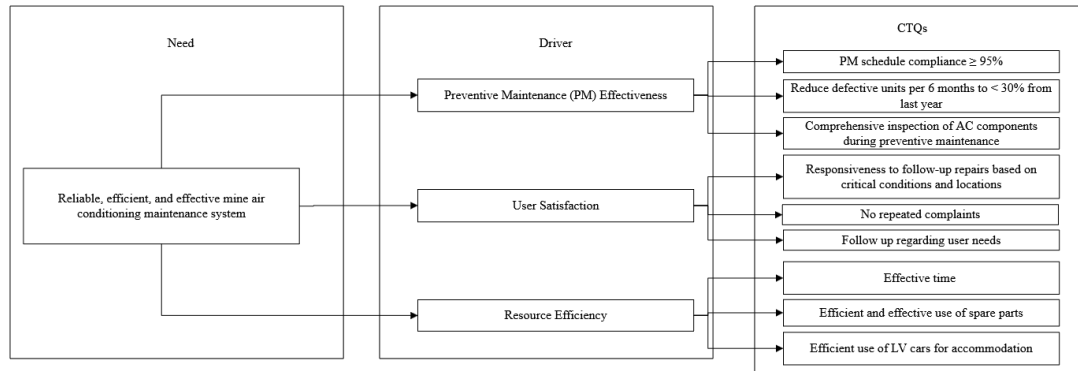 Need
Driver
CTQs
Reliable, efficient, and effective mine air
conditioning maintenance system
Preventive Maintenance (PM) Effectiveness
User Satisfaction
Resource Efficiency
PM schedule compliance ≥ 95%
Reduce defective units per 6 months to < 30% from
last year
Comprehensive inspection of AC components
during preventive maintenance
Responsiveness to follow-up repairs based on
critical conditions and locations
No repeated complaints
Follow up regarding user needs
Effective time
Efficient and effective use of spare parts
Efficient use of LV cars for accommodation